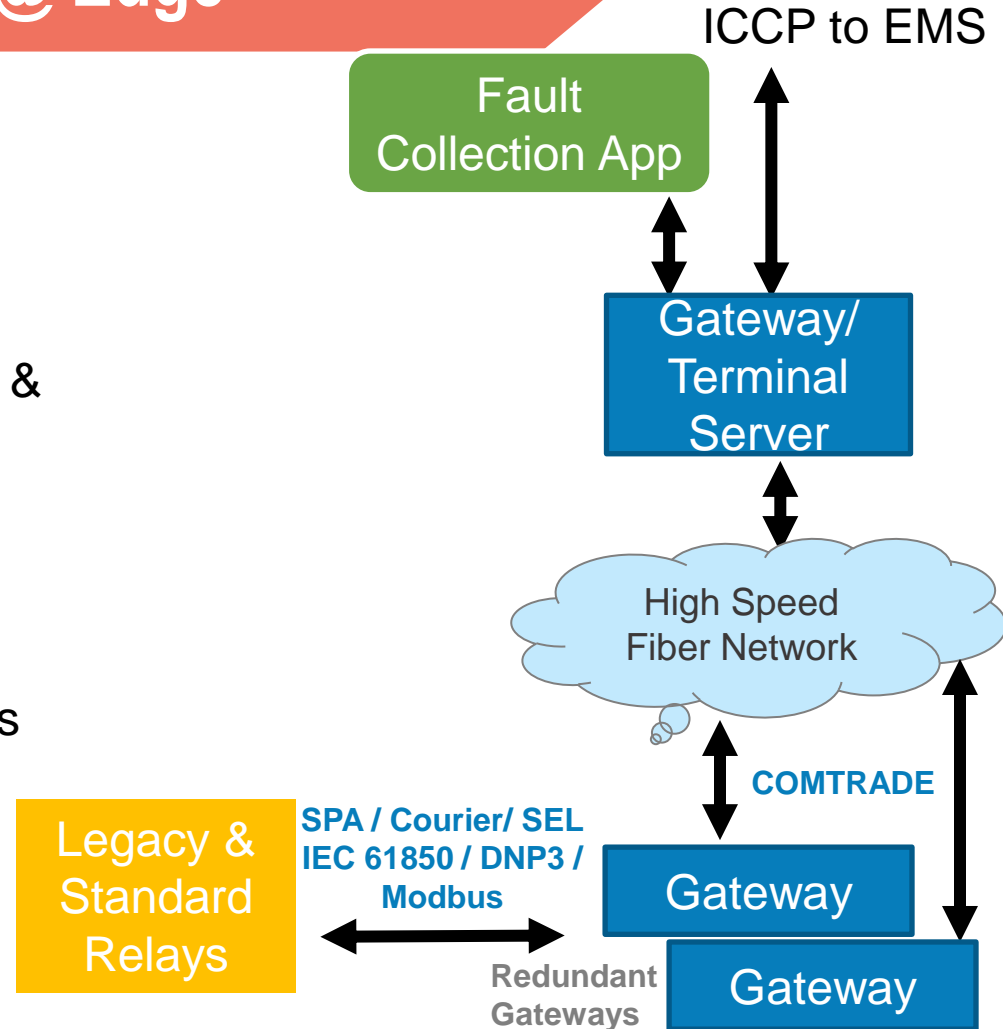 @ Edge
ICCP to EMS
Fault
Collection App
Gateway/
Terminal
Server
&
High Speed
Fiber Network
s
COMTRADE
SPA / Courier/ SEL
IEC 61850 / DNP3 /
Modbus
Legacy &
Standard
Relays
Gateway
Redundant
Gateways
Gateway